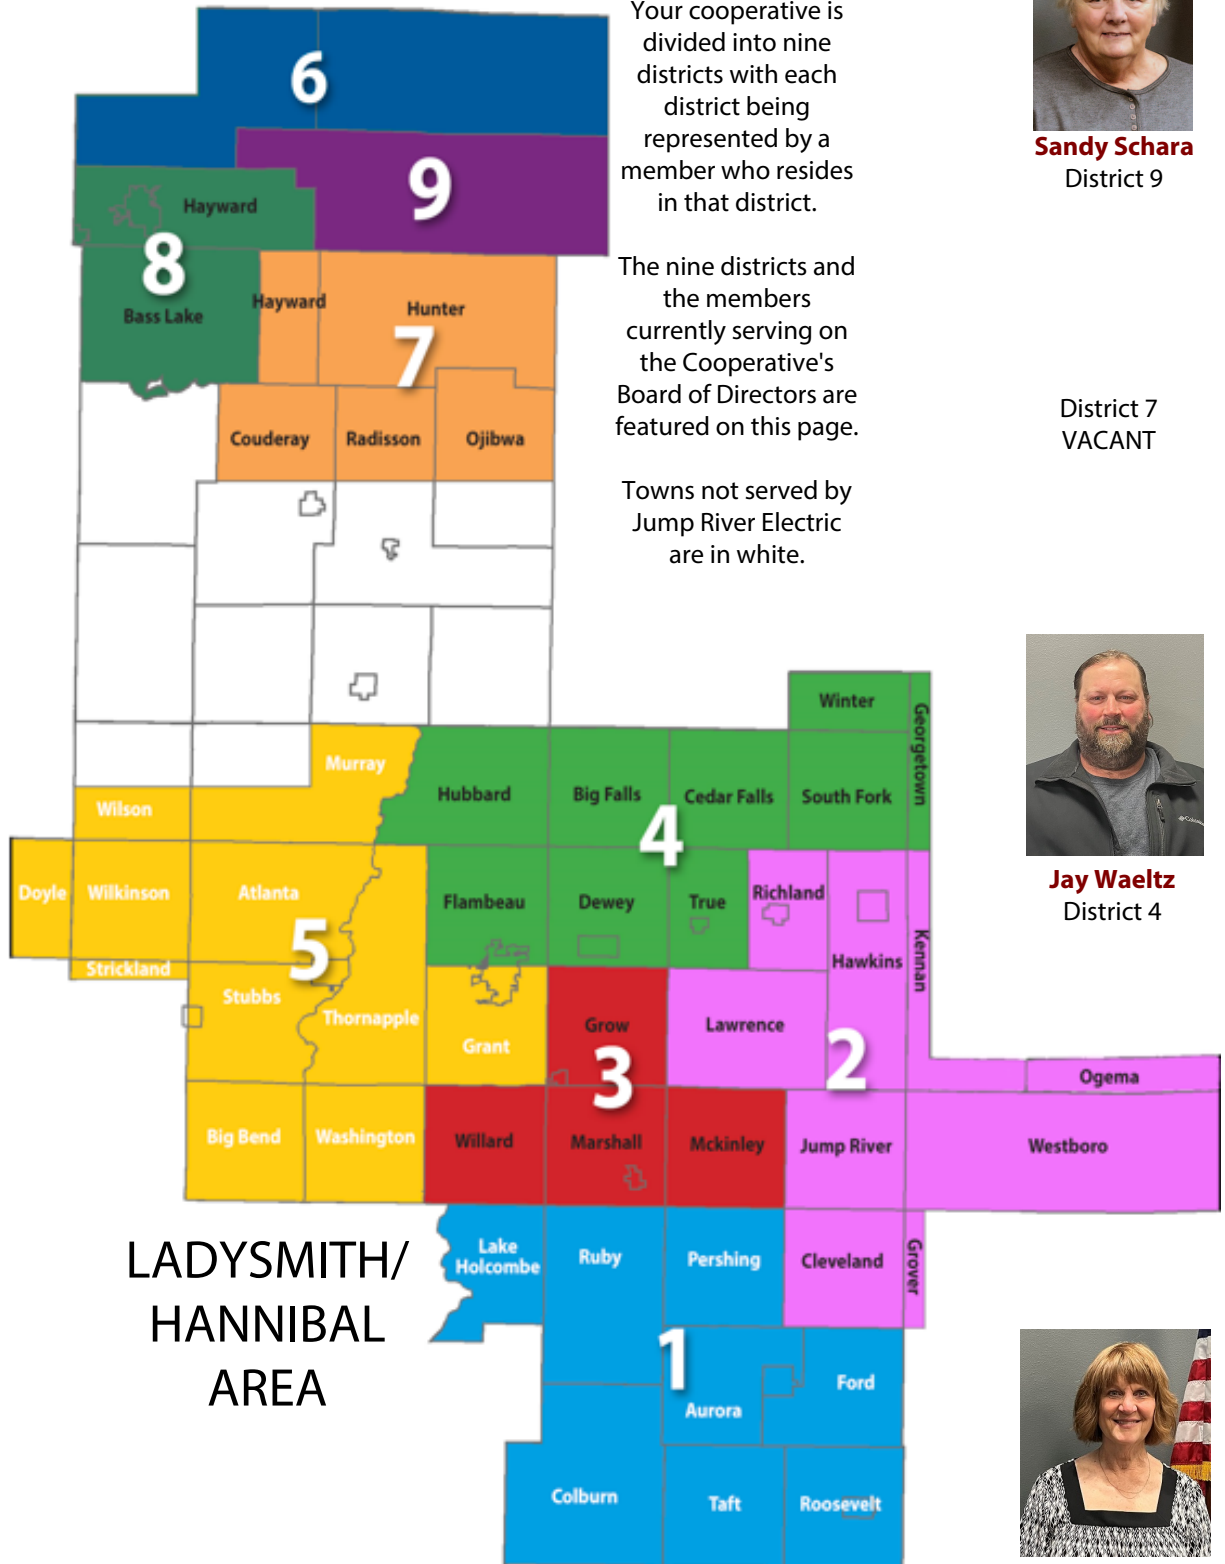 Your cooperative is
divided into nine
districts with each
district being
represented by a
member who resides
in that district.
The nine districts and
the members
currently serving on
the Cooperative's
Board of Directors are
featured on this page.
Towns not served by
Jump River Electric
are in white.
Sandy Schara
District 9
District 7
VACANT
Jay Waeltz
District 4
6
9
Hayward
8
Bass Lake
Hayward
Hunter
7
Couderay
Radisson
Ojibwa
Winter
Georgetown
Murray
Hubbard
Big Falls
Cedar Falls
South Fork
Wilson
4
Doyle
Wilkinson
Atlanta
Flambeau
Dewey
True
Richland
Hawkins
Kennan
5
Strickland
Stubbs
Thornapple
Grant
Grow
Lawrence
3
2
Ogema
Big Bend
Washington
Willard
Marshall
Mckinley
Jump River
Westboro
Lake
Holcombe
Ruby
Pershing
Cleveland
Grover
1
Ford
Aurora
Colburn
Taft
Roosevelt
LADYSMITH/
HANNIBAL
AREA